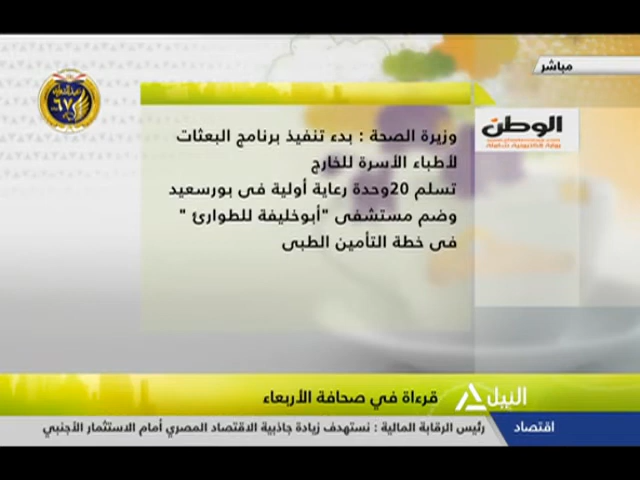 مباشر
٦٧
الوطن
وزيرة الصحة : بدء تنفيذ برنامج البعثات
لأطباء الأسرة للخارج
تسلم 20وحدة رعاية أولية فى بورسعيد
وضم مستشفى "أبوخليفة للطوارئ "
فى خطة التأمين الطبى
النيل
قرءاة في صحافة الأربعاء
اقتصاد
رئيس الرقابة المالية : نستهدف زيادة جاذبية الاقتصاد المصري أمام الاستثمار الأجنبي